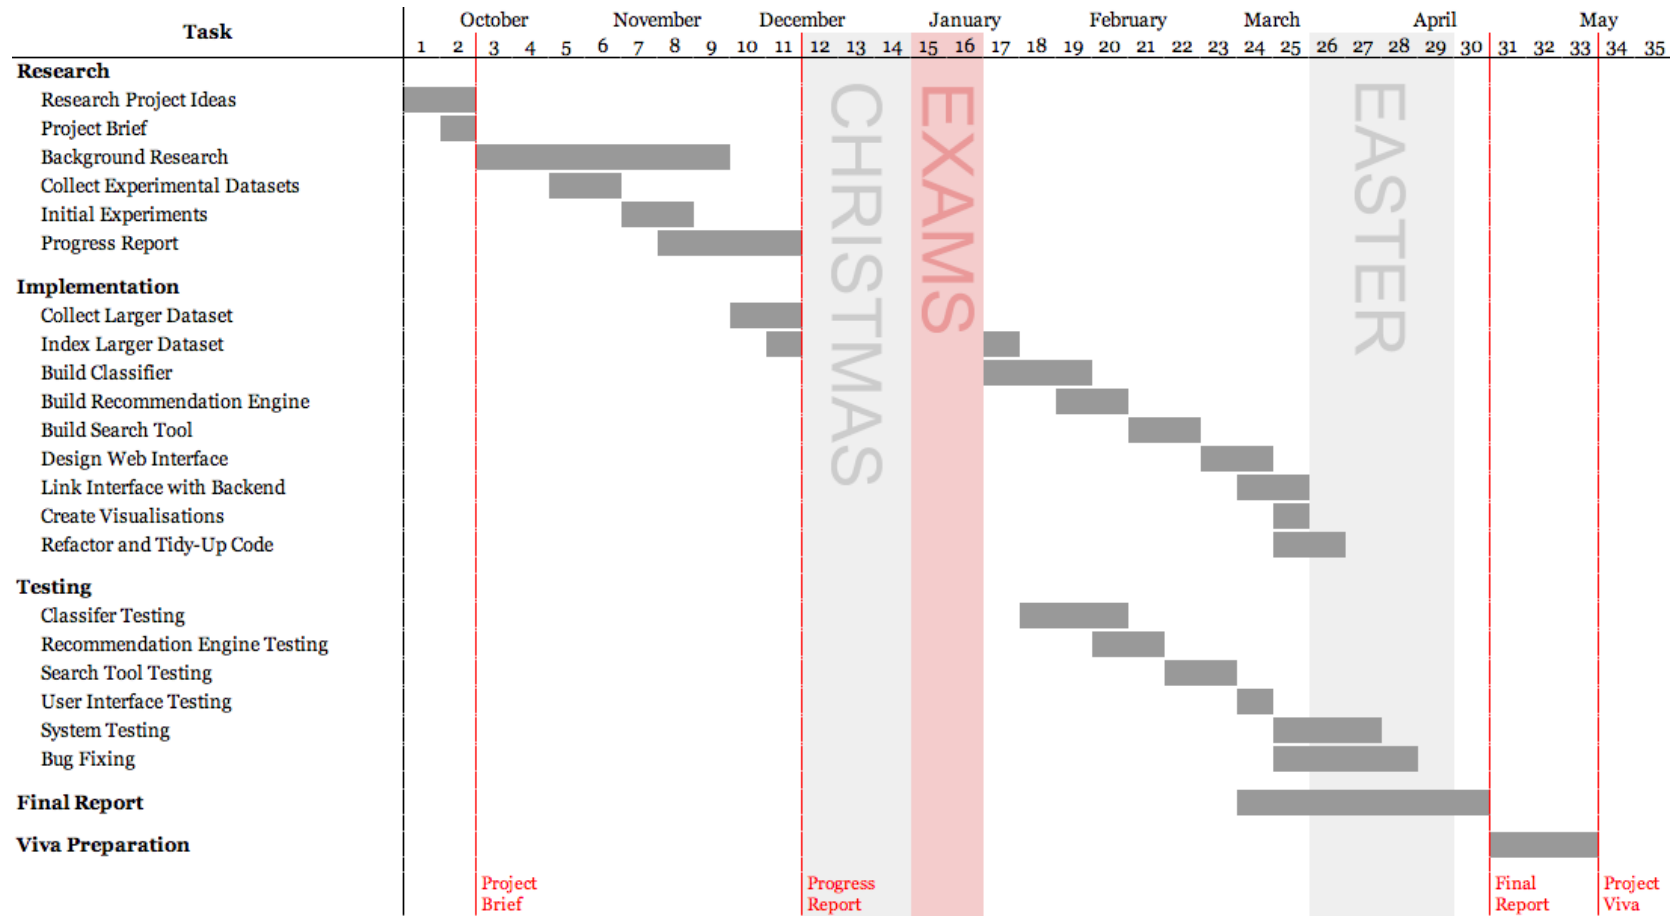 Task
October November December January February March April May
1 2 3 4 5 6 7 8 9 10 11 12 13 14 15 16 17 18 19 20 21 22 23 24 25 26 27 28 29 30 31 32 33 34 35
Research
Research Project Ideas
Project Brief
Background Research
Collect Experimental Datasets
Initial Experiments
Progress Report
Implementation
Collect Larger Dataset
Index Larger Dataset
Build Classifier
Build Recommendation Engine
Build Search Tool
Design Web Interface
Link Interface with Backend
Create Visualisations
Refactor and Tidy-Up Code
Testing
Classifer Testing
Recommendation Engine Testing
Search Tool Testing
User Interface Testing
System Testing
Bug Fixing
Final Report
Viva Preparation
CHRISTMAS
EXAMS
EASTER
Project
Brief
Progress
Report
Final
Report
Project
Viva